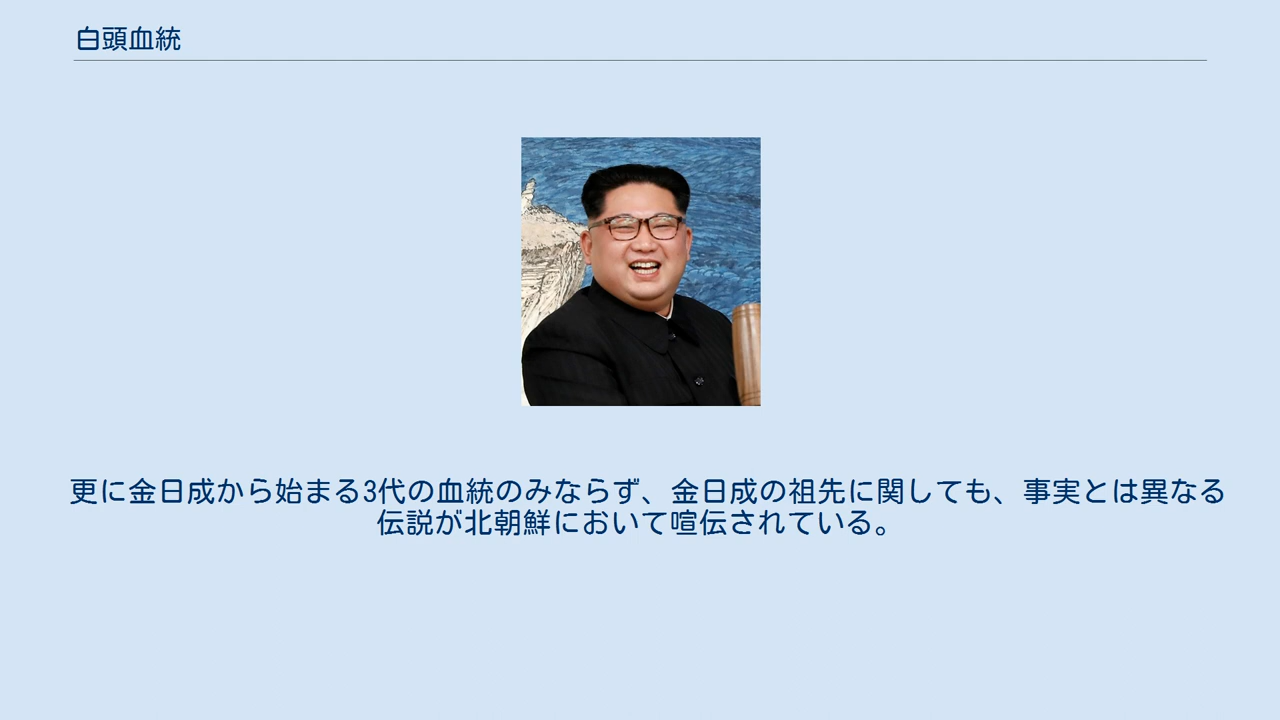 白頭血統
更に金日成から始まる3代の血統のみならず、金日成の祖先に関しても、事実とは異なる
伝説が北朝鮮において喧伝されている。